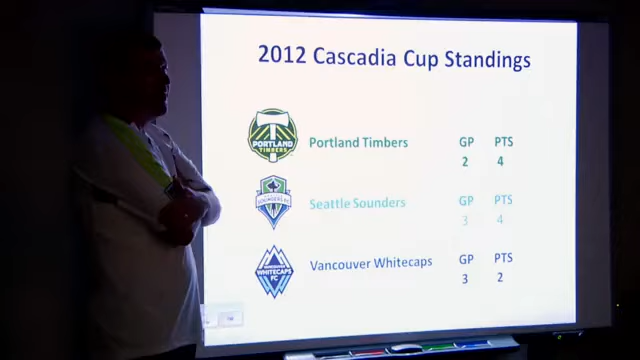 2012 Cascadia Cup Standings
PORTLAND
TIMBERS
Portland Timbers GP PTS
2 4
SOUNDERS FC
Seattle Sounders GP PTS
3 4
VANCOUVER
WHITECAPS
FC
Vancouver Whitecaps GP PTS
3 2